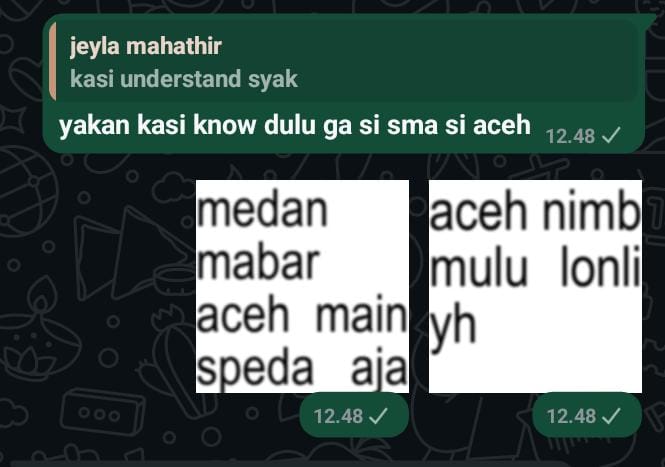 jeyla mahathir
kasi understand syak
yakan kasi know dulu ga si sma si aceh
12.48
medan
mabar
aceh main
speda aja
12.48
aceh nimb
mulu lonli
yh
12.48